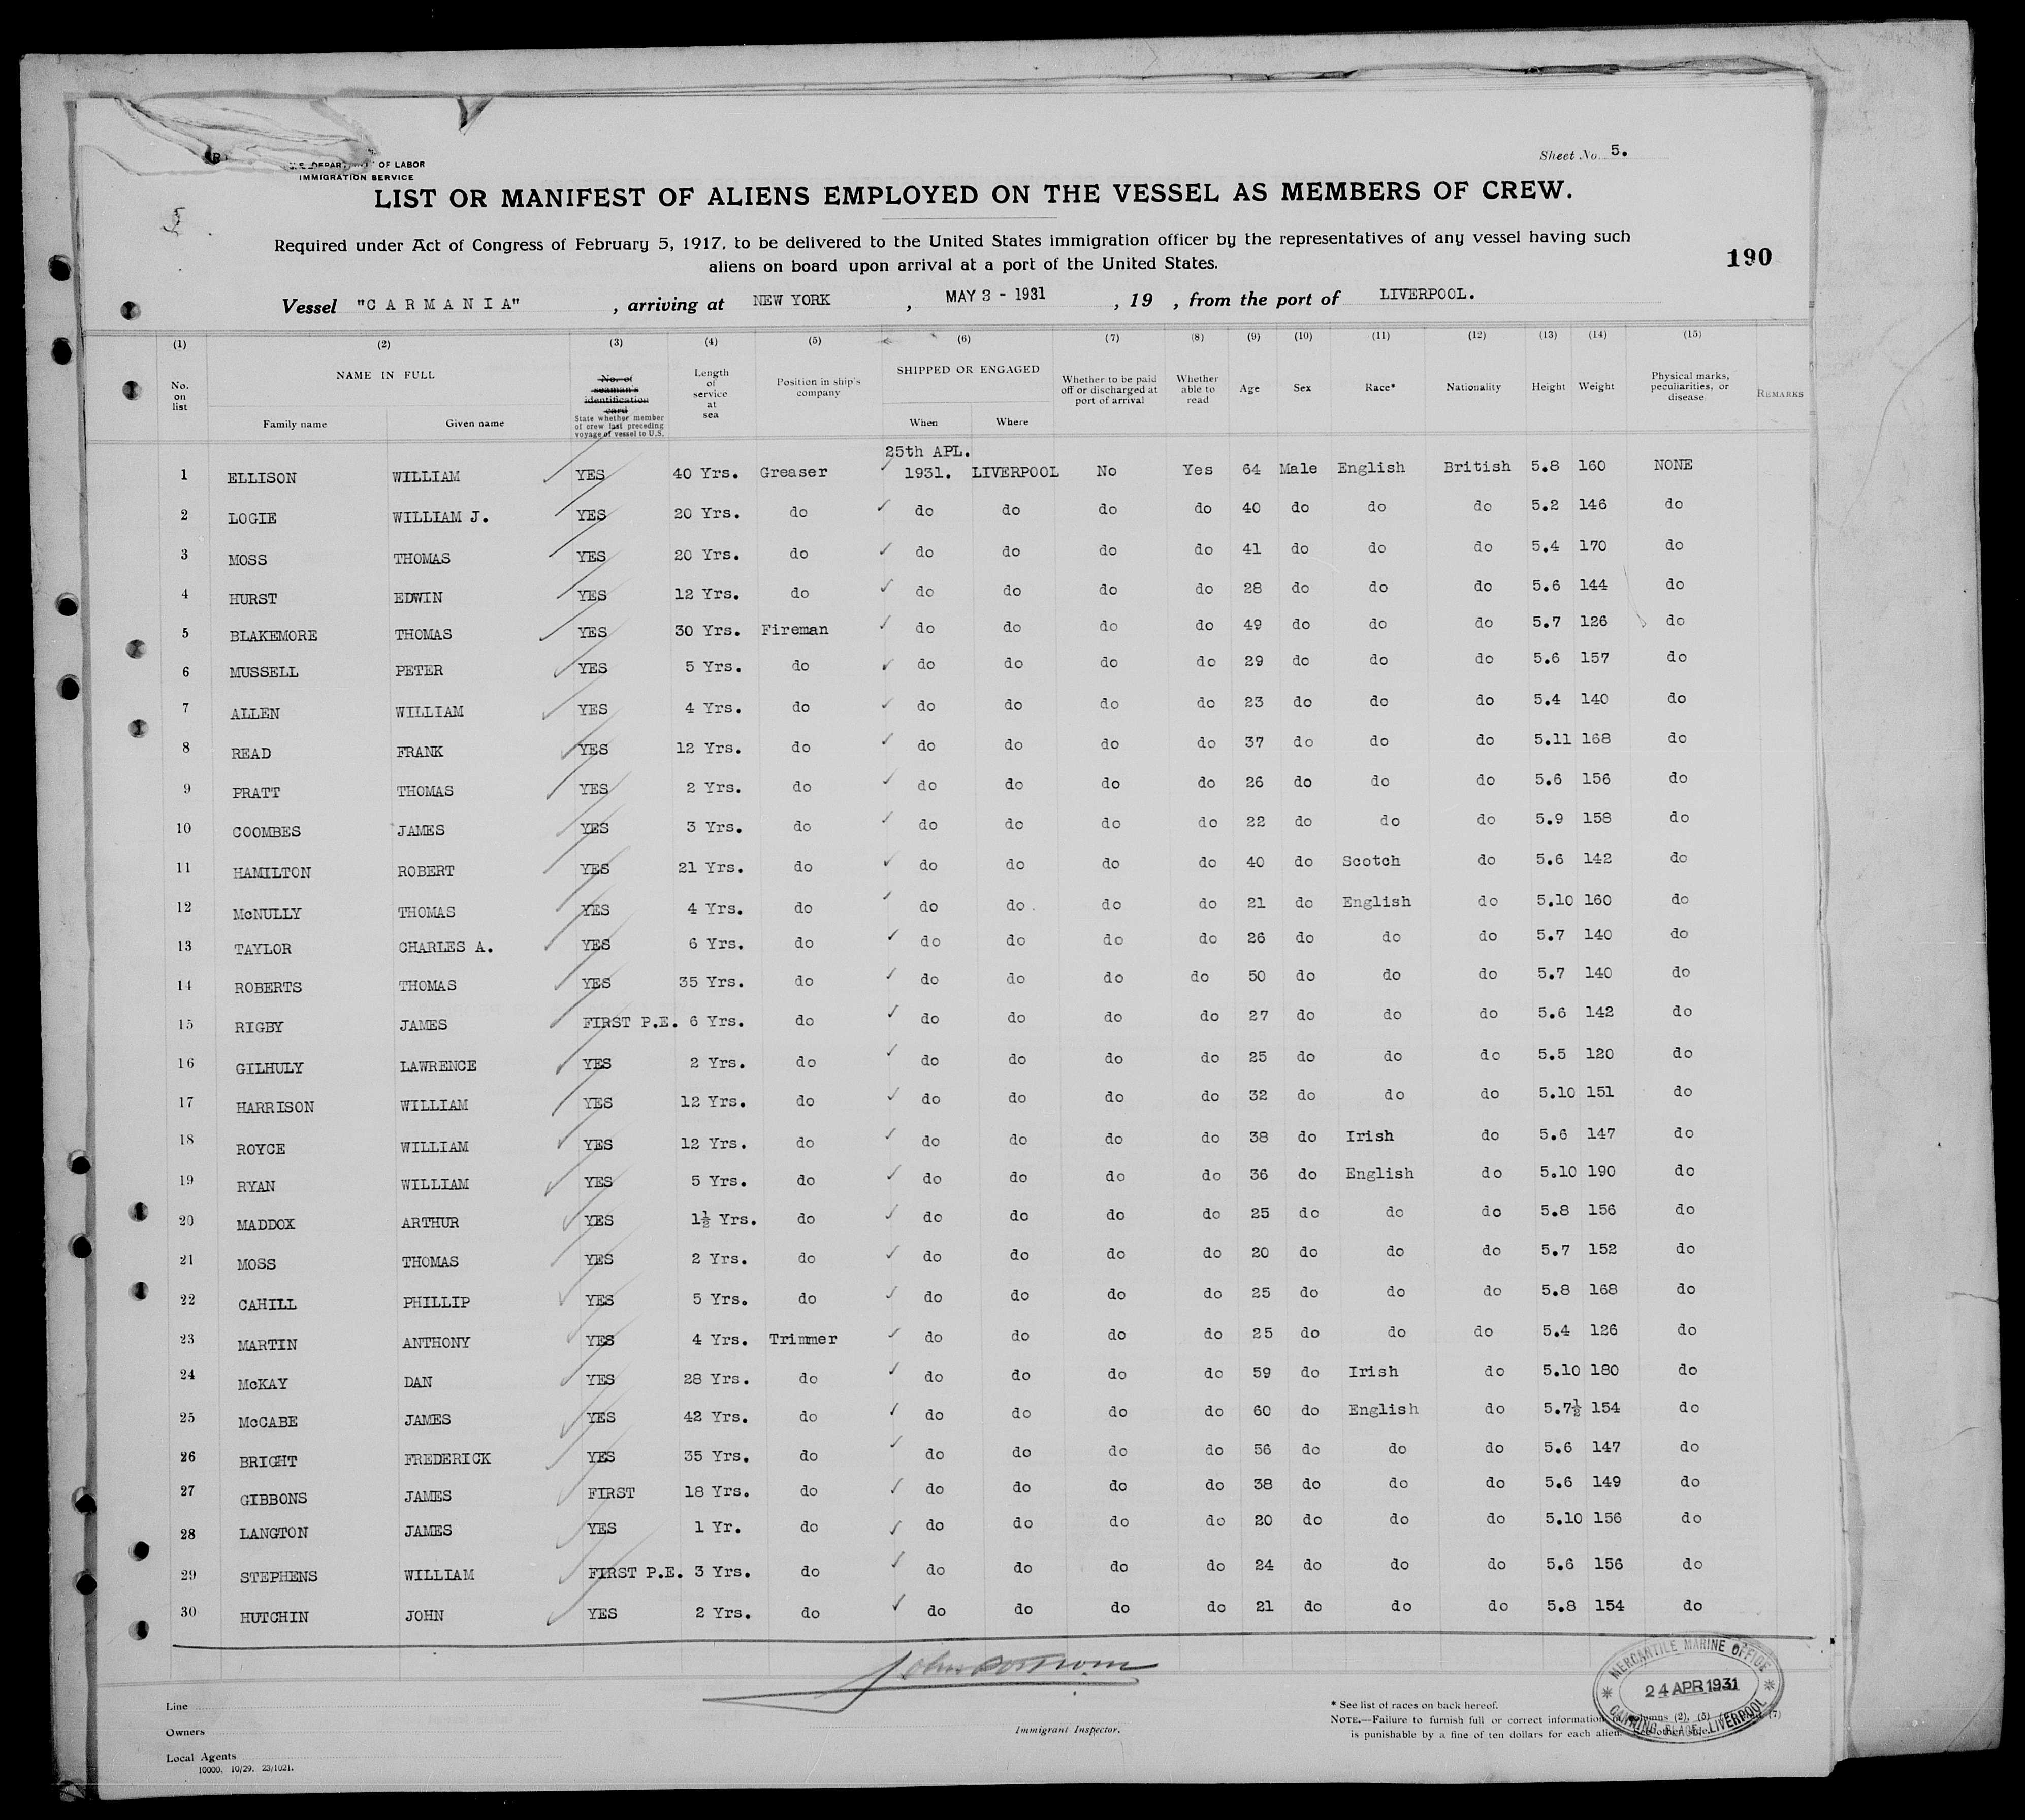 Sheet No. 5.
U.S. DEPARTMENT OF LABOR
IMMIGRATION SERVICE
LIST OR MANIFEST OF ALIENS EMPLOYED ON THE VESSEL AS MEMBERS OF CREW.
Required under Act of Congress of February 5, 1917, to be delivered to the United States immigration officer by the representatives of any vessel having such
aliens on board upon arrival at a port of the United States.
190
Vessel "CARMANIA" , arriving at NEW YORK , MAY 3 - 1931 , 19 , from the port of LIVERPOOL.
(1) (2) (3) (4) (5) (6) (7) (8) (9) (10) (11) (12) (13) (14) (15)
No. on list NAME IN FULL Family name Given name No. of seaman's identification card State whether member of crew last preceding voyage of vessel to U.S. Length of service at sea Position in ship's company SHIPPED OR ENGAGED When Where Whether to be paid off or discharged at port of arrival Whether able to read Age Sex Race* Nationality Height Weight Physical marks, peculiarities, or disease REMARKS
25th APL.
1 ELLISON WILLIAM YES 40 Yrs. Greaser 1931. LIVERPOOL No Yes 64 Male English British 5.8 160 NONE
2 LOGIE WILLIAM J. YES 20 Yrs. do do do do do 40 do do do 5.2 146 do
3 MOSS THOMAS YES 20 Yrs. do do do do do 41 do do do 5.4 170 do
4 HURST EDWIN YES 12 Yrs. do do do do do 28 do do do 5.6 144 do
5 BLAKEMORE THOMAS YES 30 Yrs. Fireman do do do do 49 do do do 5.7 126 do
6 MUSSELL PETER YES 5 Yrs. do do do do do 29 do do do 5.6 157 do
7 ALLEN WILLIAM YES 4 Yrs. do do do do do 23 do do do 5.4 140 do
8 READ FRANK YES 12 Yrs. do do do do do 37 do do do 5.11 168 do
9 PRATT THOMAS YES 2 Yrs. do do do do do 26 do do do 5.6 156 do
10 COOMBES JAMES YES 3 Yrs. do do do do do 22 do do do 5.9 158 do
11 HAMILTON ROBERT YES 21 Yrs. do do do do do 40 do Scotch do 5.6 142 do
12 McNULLY THOMAS YES 4 Yrs. do do do do do 21 do English do 5.10 160 do
13 TAYLOR CHARLES A. YES 6 Yrs. do do do do do 26 do do do 5.7 140 do
14 ROBERTS THOMAS YES 35 Yrs. do do do do do 50 do do do 5.7 140 do
15 RIGBY JAMES FIRST P.E. 6 Yrs. do do do do do 27 do do do 5.6 142 do
16 GILHULY LAWRENCE YES 2 Yrs. do do do do do 25 do do do 5.5 120 do
17 HARRISON WILLIAM YES 12 Yrs. do do do do do 32 do do do 5.10 151 do
18 ROYCE WILLIAM YES 12 Yrs. do do do do do 38 do Irish do 5.6 147 do
19 RYAN WILLIAM YES 5 Yrs. do do do do do 36 do English do 5.10 190 do
20 MADDOX ARTHUR YES 1½ Yrs. do do do do do 25 do do do 5.8 156 do
21 MOSS THOMAS YES 2 Yrs. do do do do do 20 do do do 5.7 152 do
22 CAHILL PHILLIP YES 5 Yrs. do do do do do 25 do do do 5.8 168 do
23 MARTIN ANTHONY YES 4 Yrs. Trimmer do do do do 25 do do do 5.4 126 do
24 McKAY DAN YES 28 Yrs. do do do do do 59 do Irish do 5.10 180 do
25 McCABE JAMES YES 42 Yrs. do do do do do 60 do English do 5.7½ 154 do
26 BRIGHT FREDERICK YES 35 Yrs. do do do do do 56 do do do 5.6 147 do
27 GIBBONS JAMES FIRST 18 Yrs. do do do do do 38 do do do 5.6 149 do
28 LANGTON JAMES YES 1 Yr. do do do do do 20 do do do 5.10 156 do
29 STEPHENS WILLIAM FIRST P.E. 3 Yrs. do do do do do 24 do do do 5.6 156 do
30 HUTCHIN JOHN YES 2 Yrs. do do do do do 21 do do do 5.8 154 do
MERCANTILE MARINE OFFICE
24 APR 1931
CANNING PLACE LIVERPOOL
Line
Owners
Local Agents
10000, 10/29. 23/1021.
Immigrant Inspector.
* See list of races on back hereof.
NOTE.—Failure to furnish full or correct information columns (2), (5), (7)
is punishable by a fine of ten dollars for each alien.